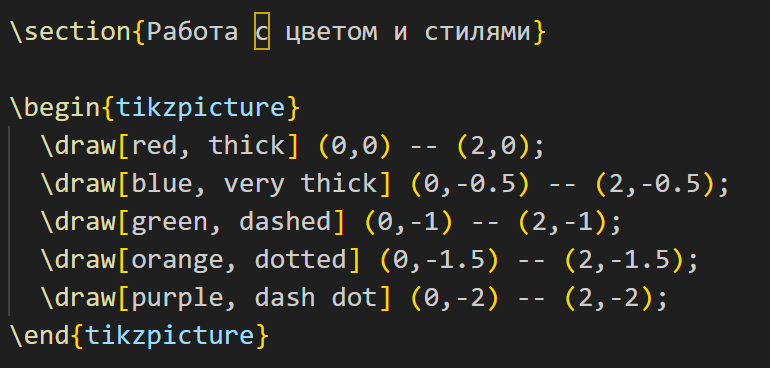 \section{Работа с цветом и стилями}
\begin{tikzpicture}
\draw[red, thick] (0,0) -- (2,0);
\draw[blue, very thick] (0,-0.5) -- (2,-0.5);
\draw[green, dashed] (0,-1) -- (2,-1);
\draw[orange, dotted] (0,-1.5) -- (2,-1.5);
\draw[purple, dash dot] (0,-2) -- (2,-2);
\end{tikzpicture}